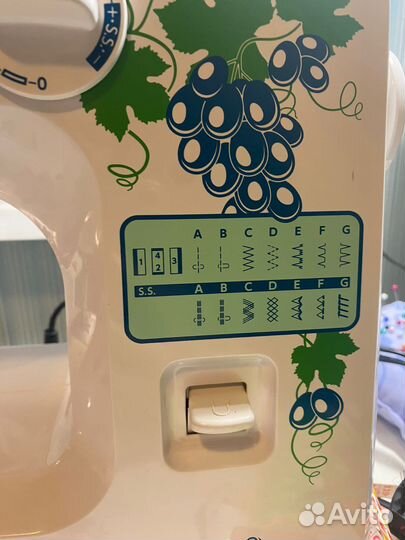 + S.S. -
0
A B C D E F G
1 4 2 3
S.S. A B C D E F G
U
Avito